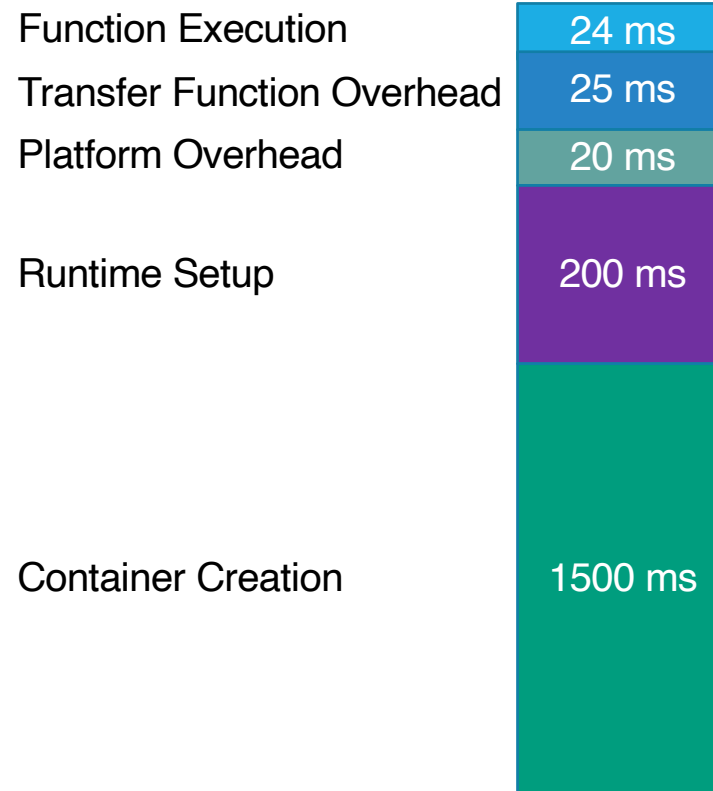 Function Execution 24 ms
Transfer Function Overhead 25 ms
Platform Overhead 20 ms
Runtime Setup 200 ms
Container Creation 1500 ms